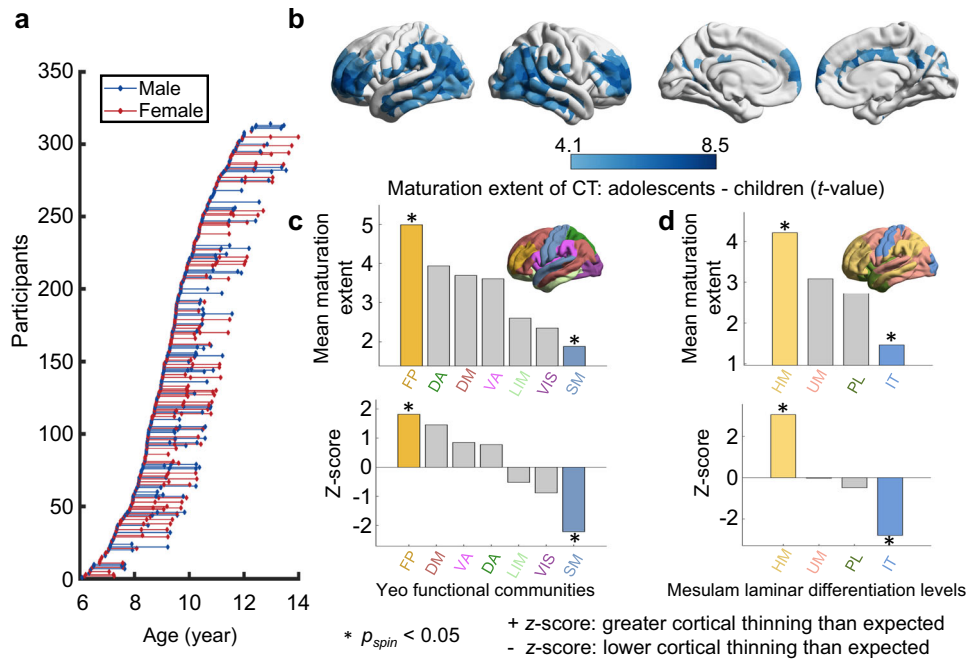 a
350
300
250
200
150
100
50
0
Participants
Male
Female
6 8 10 12 14
Age (year)
b
4.1 8.5
Maturation extent of CT: adolescents - children (t-value)
c
Mean maturation
extent
5
4
3
2
*
*
FP DA DM VA LIM VIS SM
Z-score
2
1
0
-1
-2
*
*
FP DM VA DA LIM VIS SM
Yeo functional communities
d
Mean maturation
extent
4
3
2
1
*
*
HM UM PL IT
Z-score
2
0
-2
*
*
HM UM PL IT
Mesulam laminar differentiation levels
* pspin < 0.05
+ z-score: greater cortical thinning than expected
- z-score: lower cortical thinning than expected